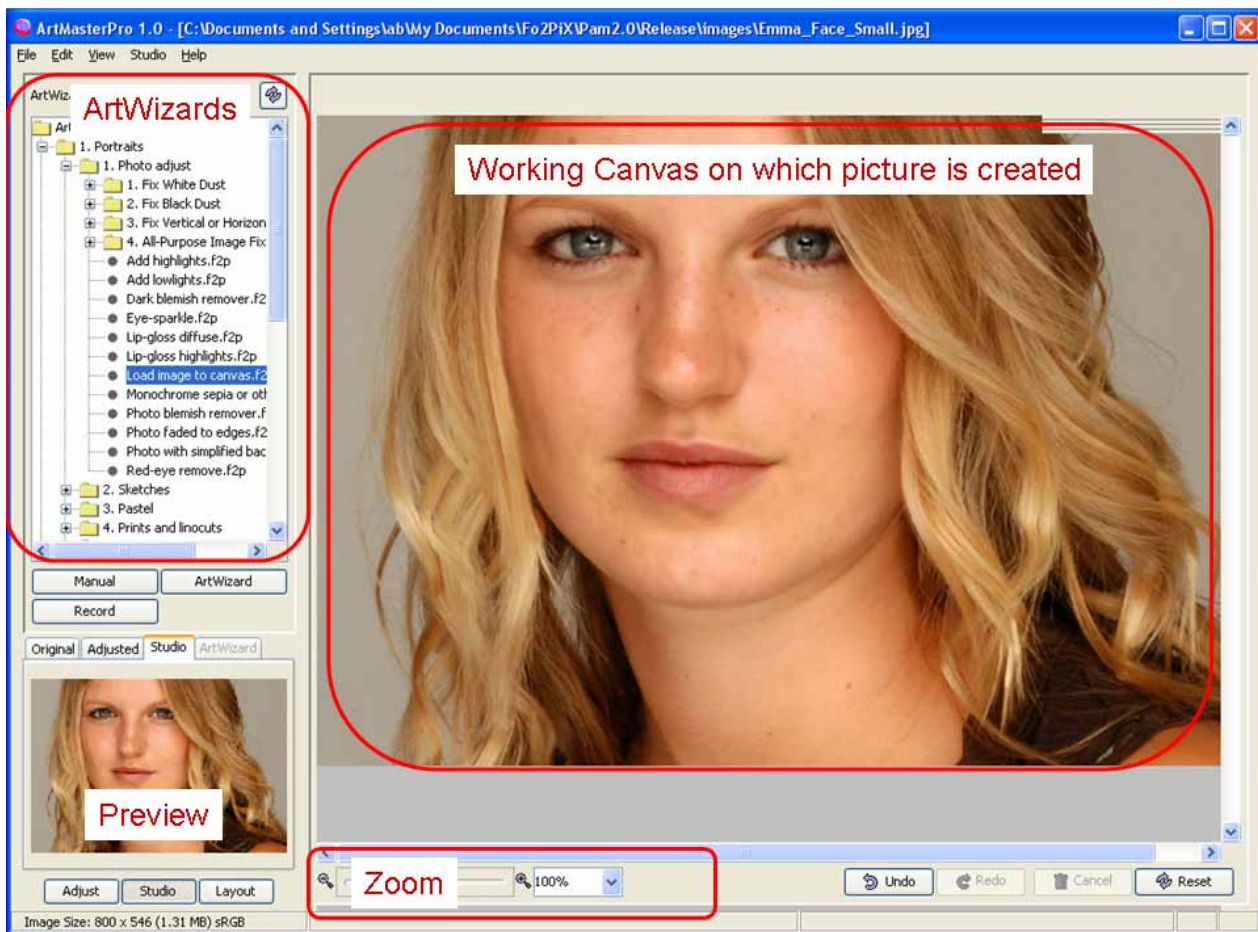 ArtMasterPro 1.0 - [C:\Documents and Settings\ab\My Documents\Fo2PiX\Pam2.0\Release\images\Emma_Face_Small.jpg]
File Edit View Studio Help
ArtWiz
ArtWizards
Art
1. Portraits
1. Photo adjust
1. Fix White Dust
2. Fix Black Dust
3. Fix Vertical or Horizon
4. All-Purpose Image Fix
Add highlights.f2p
Add lowlights.f2p
Dark blemish remover.f2
Eye-sparkle.f2p
Lip-gloss diffuse.f2p
Lip-gloss highlights.f2p
Load image to canvas.f2
Monochrome sepia or oth
Photo blemish remover.f
Photo faded to edges.f2
Photo with simplified bac
Red-eye remove.f2p
2. Sketches
3. Pastel
4. Prints and linocuts
Manual ArtWizard
Record
Original Adjusted Studio ArtWizard
Preview
Adjust Studio Layout
Image Size: 800 x 546 (1.31 MB) sRGB
Working Canvas on which picture is created
Zoom 100% Undo Redo Cancel Reset